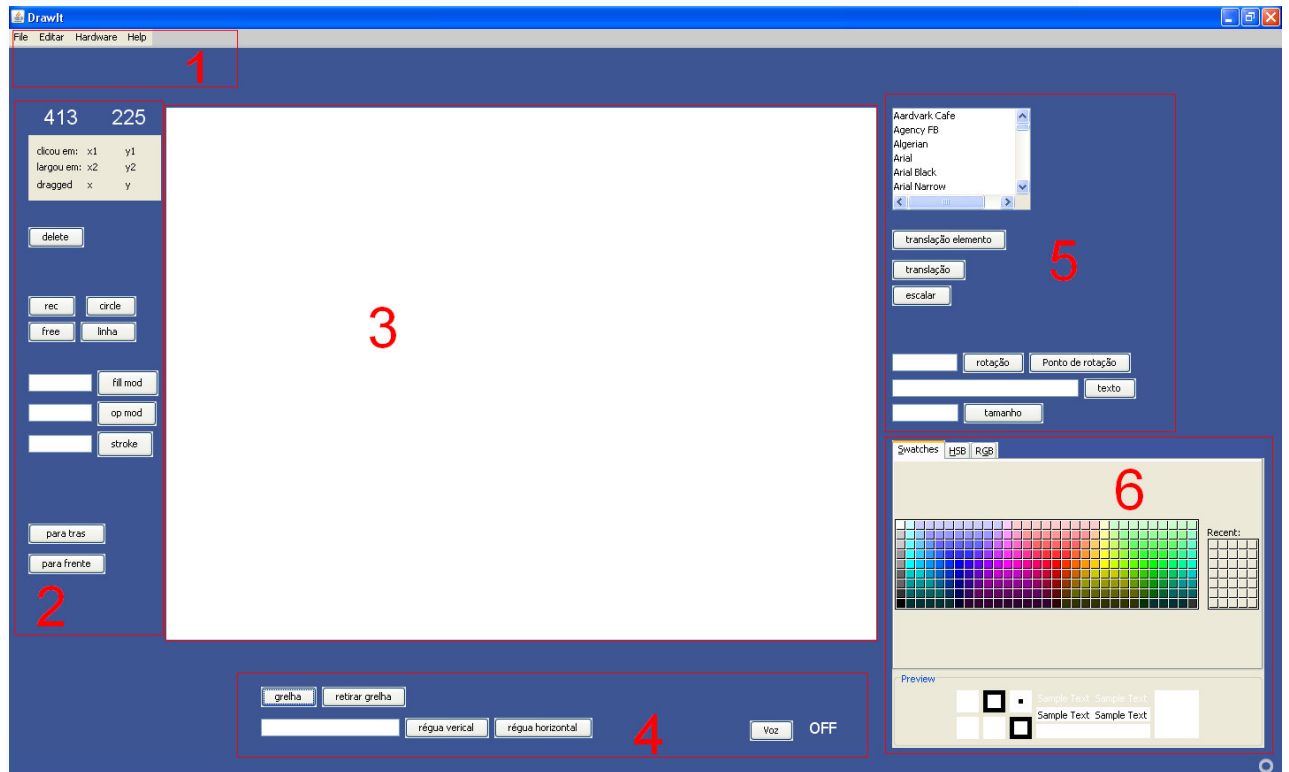 DrawIt
File Editar Hardware Help
1
413 225
clicou em: x1 y1
largou em: x2 y2
dragged x y
delete
rec circle
free linha
fill mod
op mod
stroke
para tras
para frente
2
3
grelha retirar grelha
régua verical régua horizontal
Voz OFF
4
Aardvark Cafe
Agency FB
Algerian
Arial
Arial Black
Arial Narrow
translação elemento
translação
escalar
5
rotação Ponto de rotação
texto
tamanho
Swatches HSB RGB
6
Recent:
Preview
Sample Text Sample Text
Sample Text Sample Text